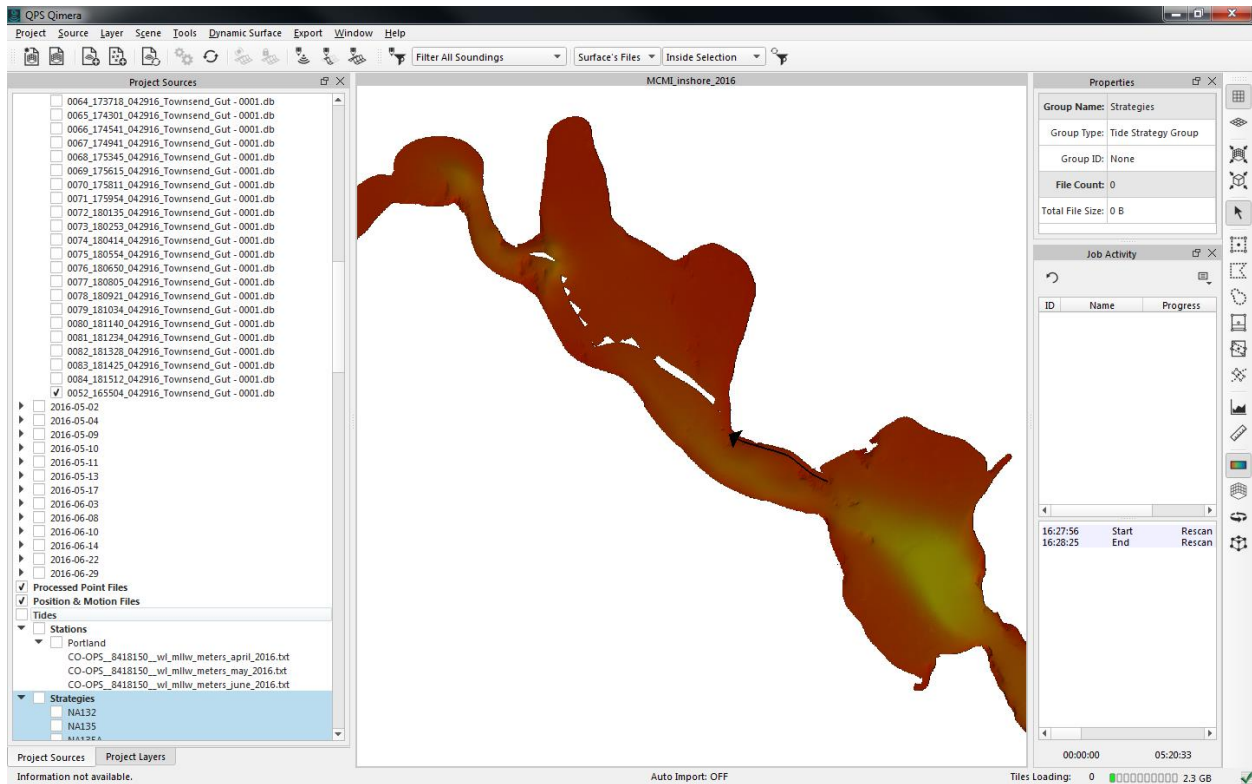 QPS Qimera
Project Source Layer Scene Tools Dynamic Surface Export Window Help
Filter All Soundings Surface's Files Inside Selection
Project Sources
0064_173718_042916_Townsend_Gut - 0001.db
0065_174301_042916_Townsend_Gut - 0001.db
0066_174541_042916_Townsend_Gut - 0001.db
0067_174941_042916_Townsend_Gut - 0001.db
0068_175345_042916_Townsend_Gut - 0001.db
0069_175615_042916_Townsend_Gut - 0001.db
0070_175811_042916_Townsend_Gut - 0001.db
0071_175954_042916_Townsend_Gut - 0001.db
0072_180135_042916_Townsend_Gut - 0001.db
0073_180253_042916_Townsend_Gut - 0001.db
0074_180414_042916_Townsend_Gut - 0001.db
0075_180554_042916_Townsend_Gut - 0001.db
0076_180650_042916_Townsend_Gut - 0001.db
0077_180805_042916_Townsend_Gut - 0001.db
0078_180921_042916_Townsend_Gut - 0001.db
0079_181034_042916_Townsend_Gut - 0001.db
0080_181140_042916_Townsend_Gut - 0001.db
0081_181234_042916_Townsend_Gut - 0001.db
0082_181328_042916_Townsend_Gut - 0001.db
0083_181425_042916_Townsend_Gut - 0001.db
0084_181512_042916_Townsend_Gut - 0001.db
0052_165504_042916_Townsend_Gut - 0001.db
2016-05-02
2016-05-04
2016-05-09
2016-05-10
2016-05-11
2016-05-13
2016-05-17
2016-06-03
2016-06-08
2016-06-10
2016-06-14
2016-06-22
2016-06-29
Processed Point Files
Position & Motion Files
Tides
Stations
Portland
CO-OPS__8418150__wl_mllw_meters_april_2016.txt
CO-OPS__8418150__wl_mllw_meters_may_2016.txt
CO-OPS__8418150__wl_mllw_meters_june_2016.txt
Strategies
NA132
NA135
NA135A
Project Sources Project Layers
MCMI_inshore_2016
Properties
Group Name: Strategies
Group Type: Tide Strategy Group
Group ID: None
File Count: 0
Total File Size: 0 B
Job Activity
ID Name Progress
16:27:56 Start Rescan
16:28:25 End Rescan
00:00:00 05:20:33
Information not available. Auto Import: OFF Tiles Loading: 0 2.3 GB